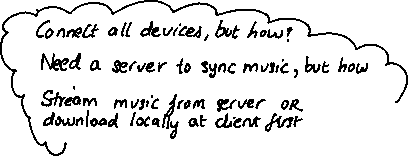 Connect all devices, but how?
Need a server to sync music, but how
Stream music from server OR
download locally at client first